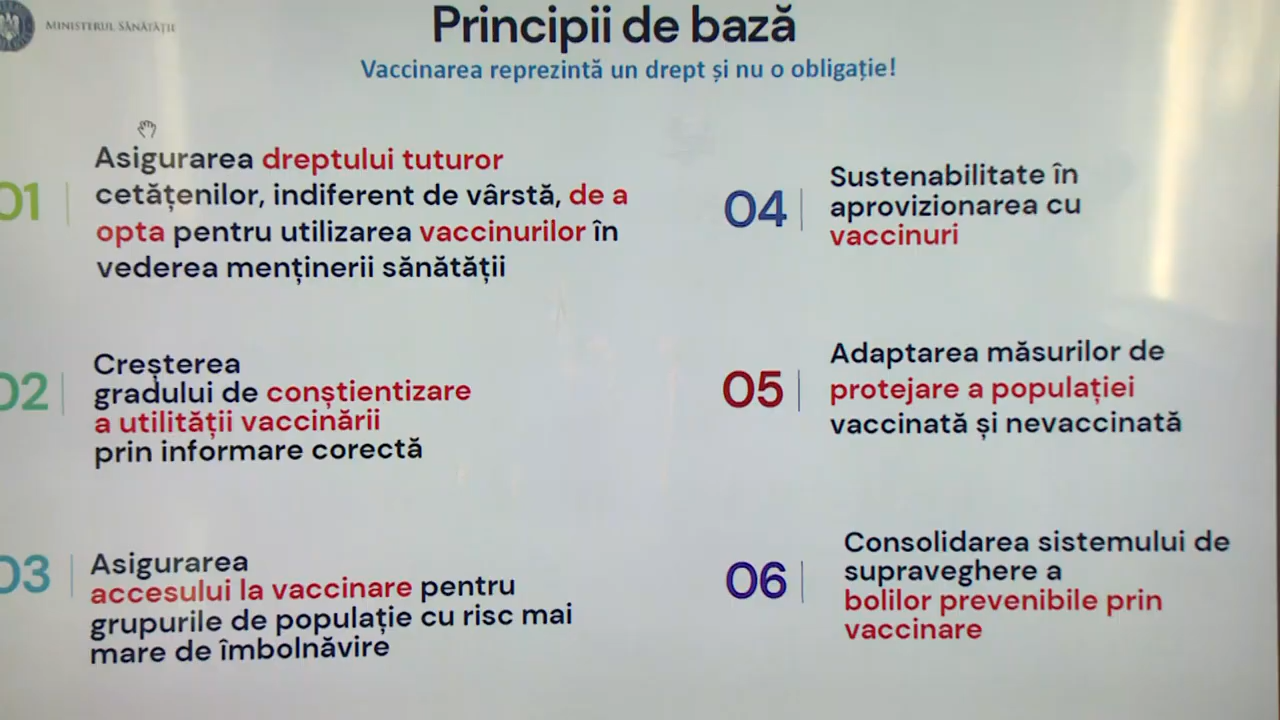 MINISTERUL SĂNĂTĂȚII
Principii de bază
Vaccinarea reprezintă un drept și nu o obligație!
01
Asigurarea dreptului tuturor
cetățenilor, indiferent de vârstă, de a
opta pentru utilizarea vaccinurilor în
vederea menținerii sănătății
02
Creșterea
gradului de conștientizare
a utilității vaccinării
prin informare corectă
03
Asigurarea
accesului la vaccinare pentru
grupurile de populație cu risc mai
mare de îmbolnăvire
04
Sustenabilitate în
aprovizionarea cu
vaccinuri
05
Adaptarea măsurilor de
protejare a populației
vaccinată și nevaccinată
06
Consolidarea sistemului de
supraveghere a
bolilor prevenibile prin
vaccinare